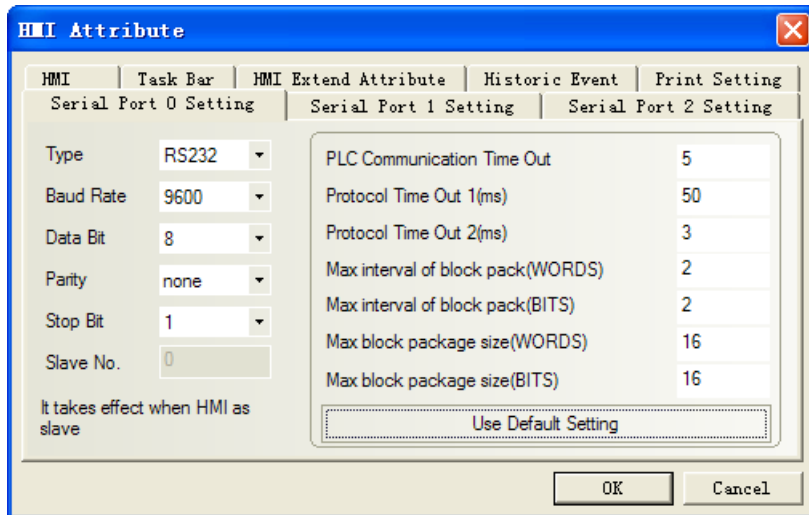 HMI Attribute
HMI Task Bar HMI Extend Attribute Historic Event Print Setting
Serial Port 0 Setting Serial Port 1 Setting Serial Port 2 Setting
Type RS232
Baud Rate 9600
Data Bit 8
Parity none
Stop Bit 1
Slave No. 0
It takes effect when HMI as
slave
PLC Communication Time Out 5
Protocol Time Out 1(ms) 50
Protocol Time Out 2(ms) 3
Max interval of block pack(WORDS) 2
Max interval of block pack(BITS) 2
Max block package size(WORDS) 16
Max block package size(BITS) 16
Use Default Setting
OK Cancel